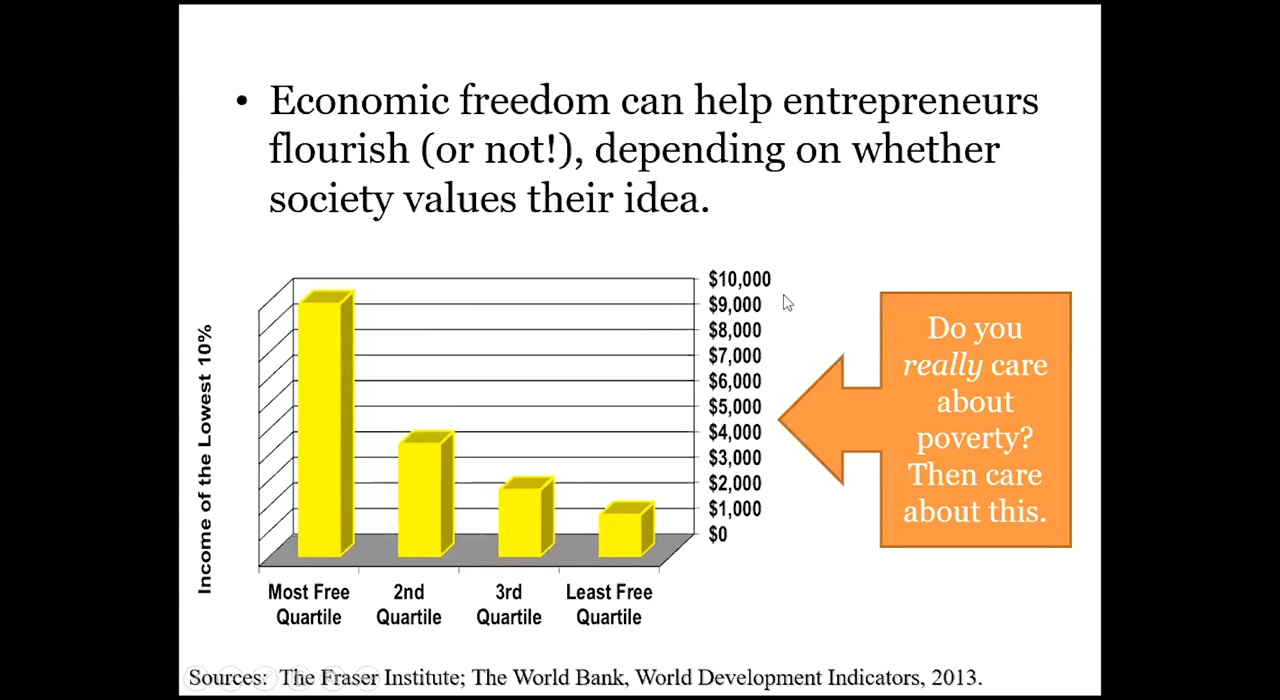 • Economic freedom can help entrepreneurs
flourish (or not!), depending on whether
society values their idea.
Income of the Lowest 10%
$10,000
$9,000
$8,000
$7,000
$6,000
$5,000
$4,000
$3,000
$2,000
$1,000
$0
Most Free
Quartile
2nd
Quartile
3rd
Quartile
Least Free
Quartile
Do you
really care
about
poverty?
Then care
about this.
Sources: The Fraser Institute; The World Bank, World Development Indicators, 2013.